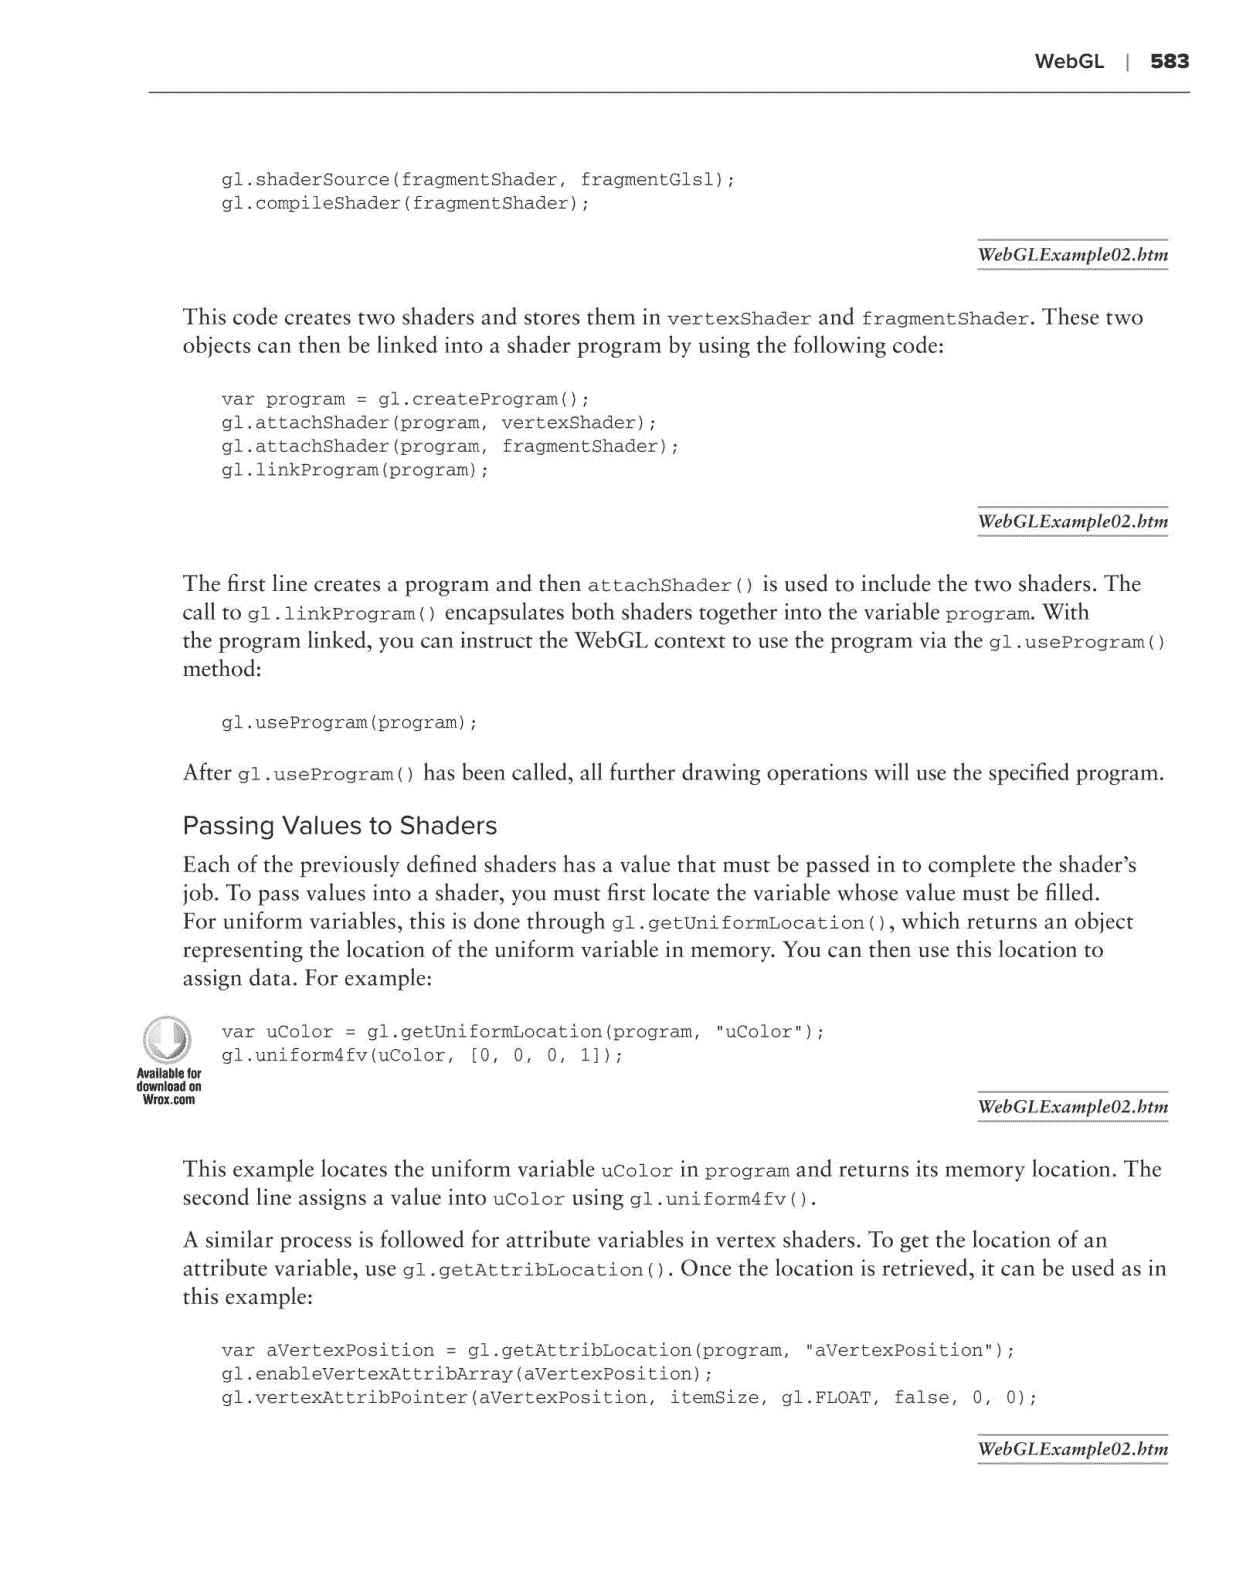 WebGL | 583
gl.shaderSource(fragmentShader, fragmentGlsl);
gl.compileShader(fragmentShader);
WebGLExample02.htm
This code creates two shaders and stores them in vertexShader and fragmentShader. These two
objects can then be linked into a shader program by using the following code:
var program = gl.createProgram();
gl.attachShader(program, vertexShader);
gl.attachShader(program, fragmentShader);
gl.linkProgram(program);
WebGLExample02.htm
The first line creates a program and then attachShader() is used to include the two shaders. The
call to gl.linkProgram() encapsulates both shaders together into the variable program. With
the program linked, you can instruct the WebGL context to use the program via the gl.useProgram()
method:
gl.useProgram(program);
After gl.useProgram() has been called, all further drawing operations will use the specified program.
Passing Values to Shaders
Each of the previously defined shaders has a value that must be passed in to complete the shader’s
job. To pass values into a shader, you must first locate the variable whose value must be filled.
For uniform variables, this is done through gl.getUniformLocation(), which returns an object
representing the location of the uniform variable in memory. You can then use this location to
assign data. For example:
var uColor = gl.getUniformLocation(program, "uColor");
gl.uniform4fv(uColor, [0, 0, 0, 1]);
Available for
download on
Wrox.com
WebGLExample02.htm
This example locates the uniform variable uColor in program and returns its memory location. The
second line assigns a value into uColor using gl.uniform4fv().
A similar process is followed for attribute variables in vertex shaders. To get the location of an
attribute variable, use gl.getAttribLocation(). Once the location is retrieved, it can be used as in
this example:
var aVertexPosition = gl.getAttribLocation(program, "aVertexPosition");
gl.enableVertexAttribArray(aVertexPosition);
gl.vertexAttribPointer(aVertexPosition, itemSize, gl.FLOAT, false, 0, 0);
WebGLExample02.htm